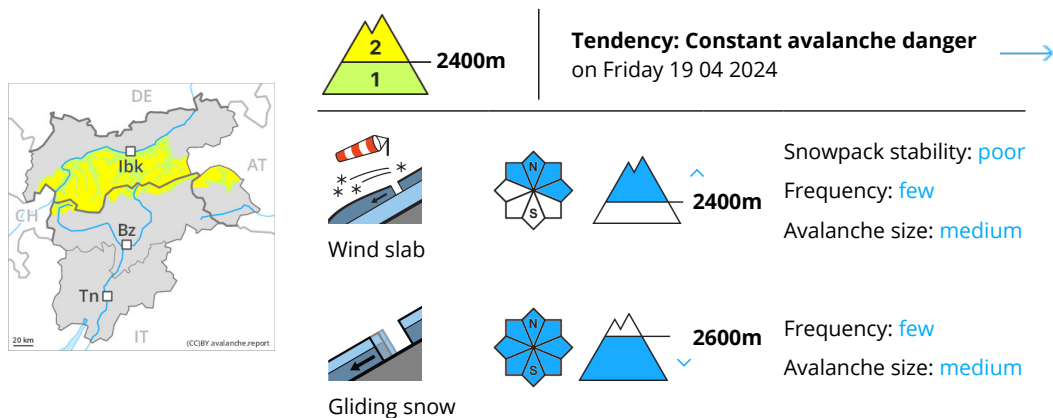 2
2400m
1
Tendency: Constant avalanche danger
on Friday 19 04 2024
DE
Ibk
AT
CH
Bz
Tn
IT
20 km
(CC)BY avalanche.report
N
S
2400m
Wind slab
Snowpack stability: poor
Frequency: few
Avalanche size: medium
N
S
2600m
Gliding snow
Frequency: few
Avalanche size: medium